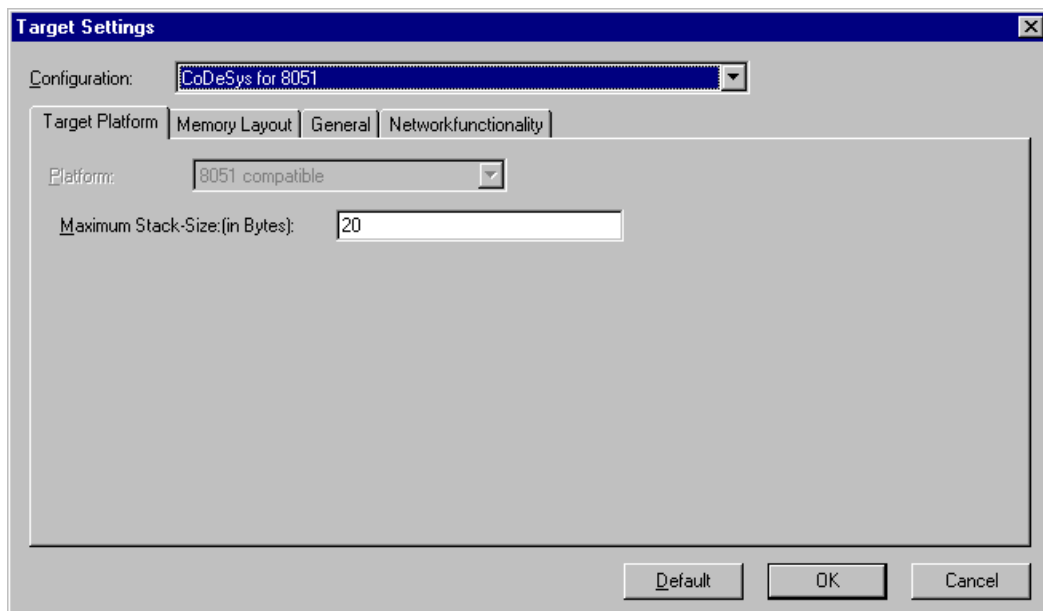 Target Settings
Configuration: CoDeSys for 8051
Target Platform Memory Layout General Networkfunctionality
Platform: 8051 compatible
Maximum Stack-Size:(in Bytes): 20
Default OK Cancel